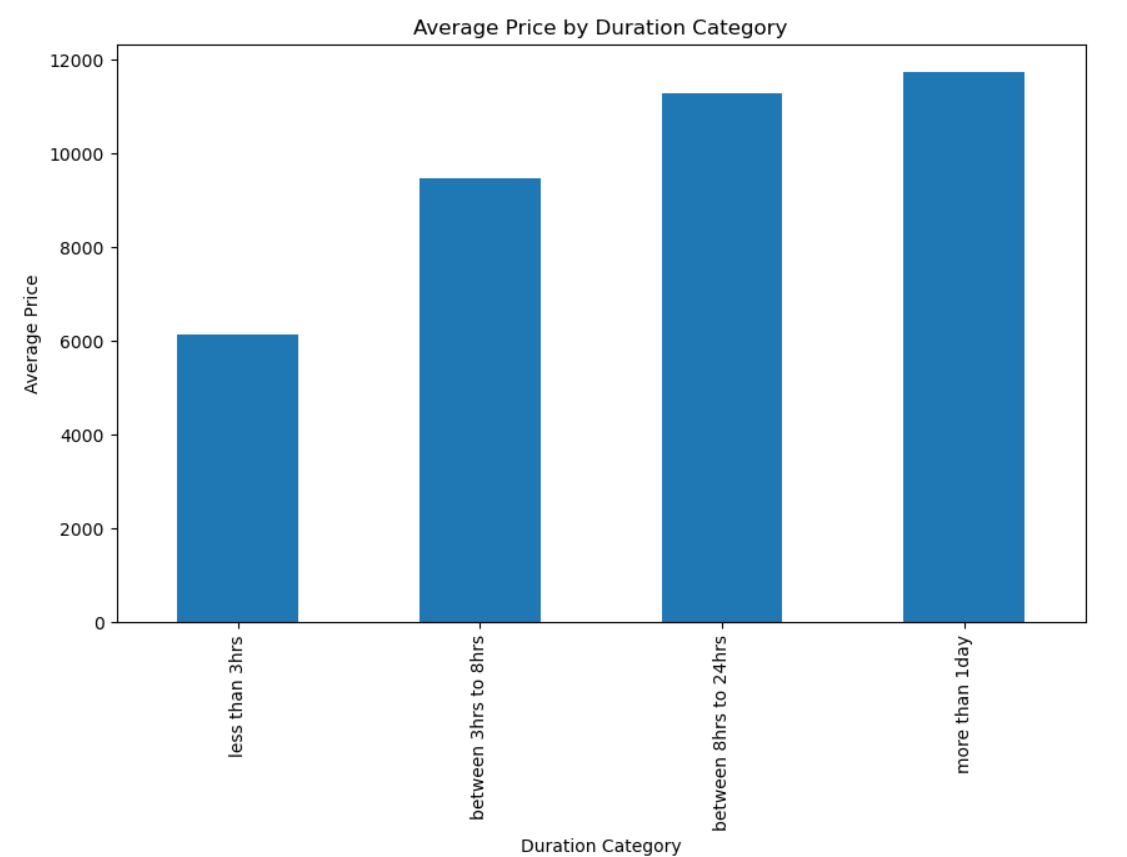 Average Price by Duration Category
12000
10000
8000
6000
4000
2000
0
Average Price
less than 3hrs
between 3hrs to 8hrs
between 8hrs to 24hrs
more than 1day
Duration Category